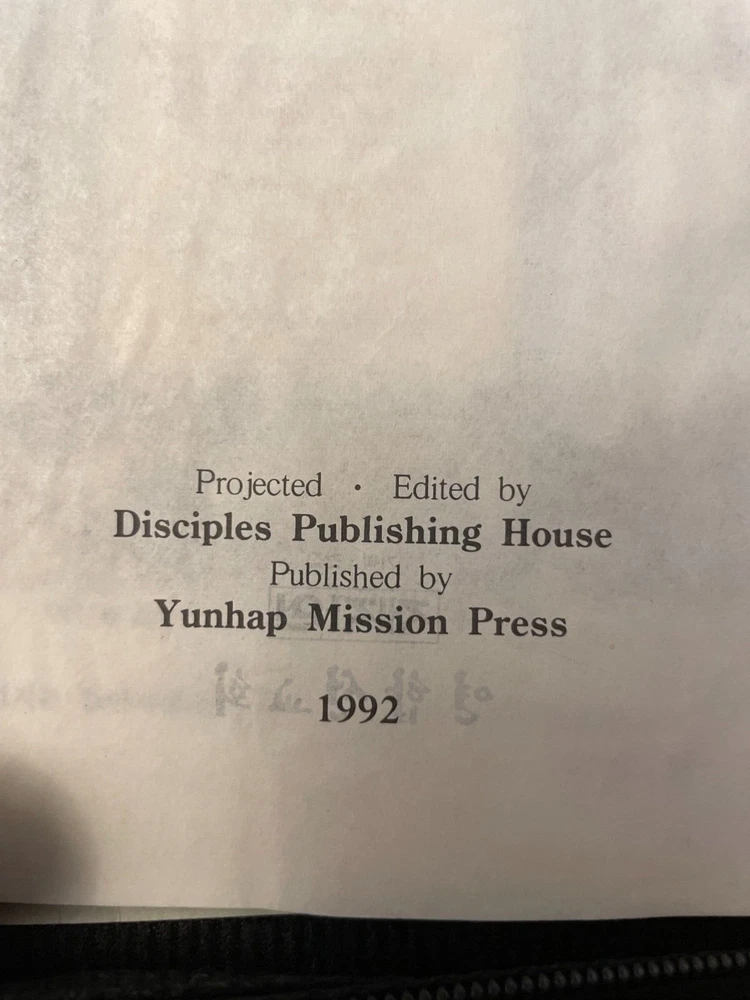 Projected · Edited by
Disciples Publishing House
Published by
Yunhap Mission Press
1992